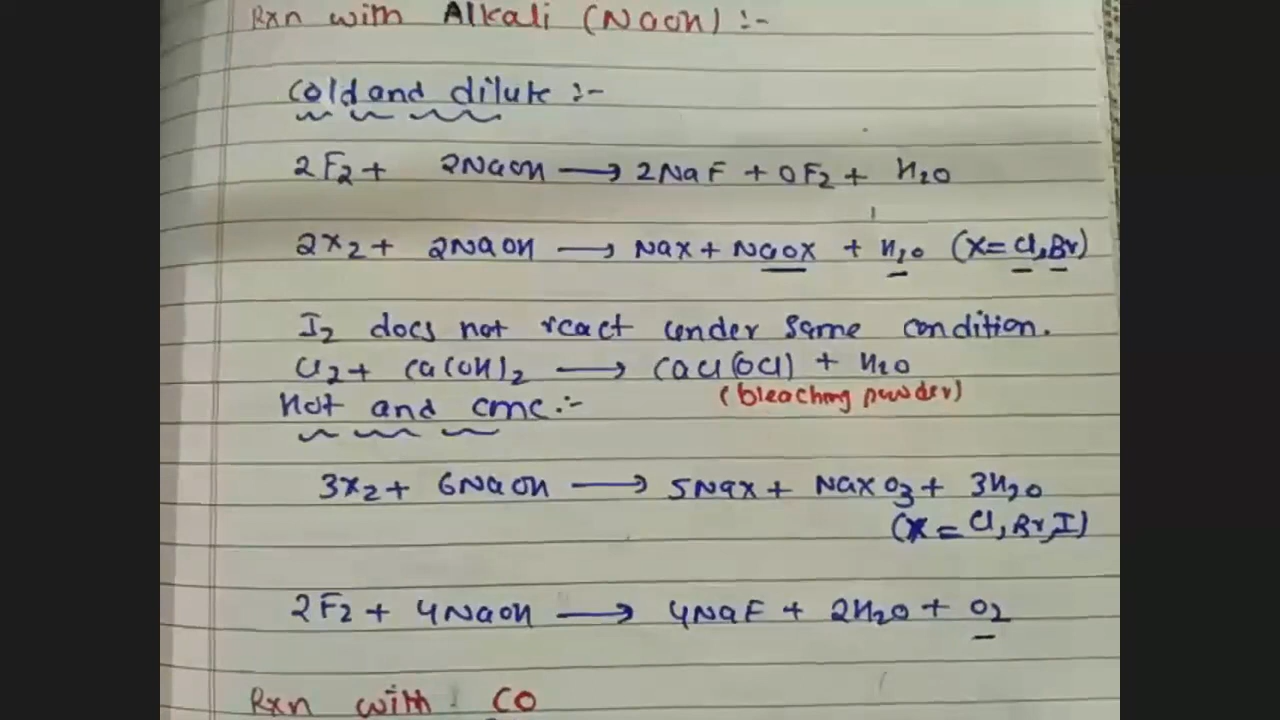 Rxn with Alkali (NaOH) :-
Cold and dilute :-
2F2 + 2NaOH ⟶ 2NaF + OF2 + H2O
2X2 + 2NaOH ⟶ NaX + NaOX + H2O (X= Cl,Br)
I2 does not react under same condition.
Cl2 + Ca(OH)2 ⟶ CaCl(OCl) + H2O
(bleaching powder)
Hot and conc :-
3X2 + 6NaOH ⟶ 5NaX + NaXO3 + 3H2O
(X = Cl, Br, I)
2F2 + 4NaOH ⟶ 4NaF + 2H2O + O2
Rxn with CO